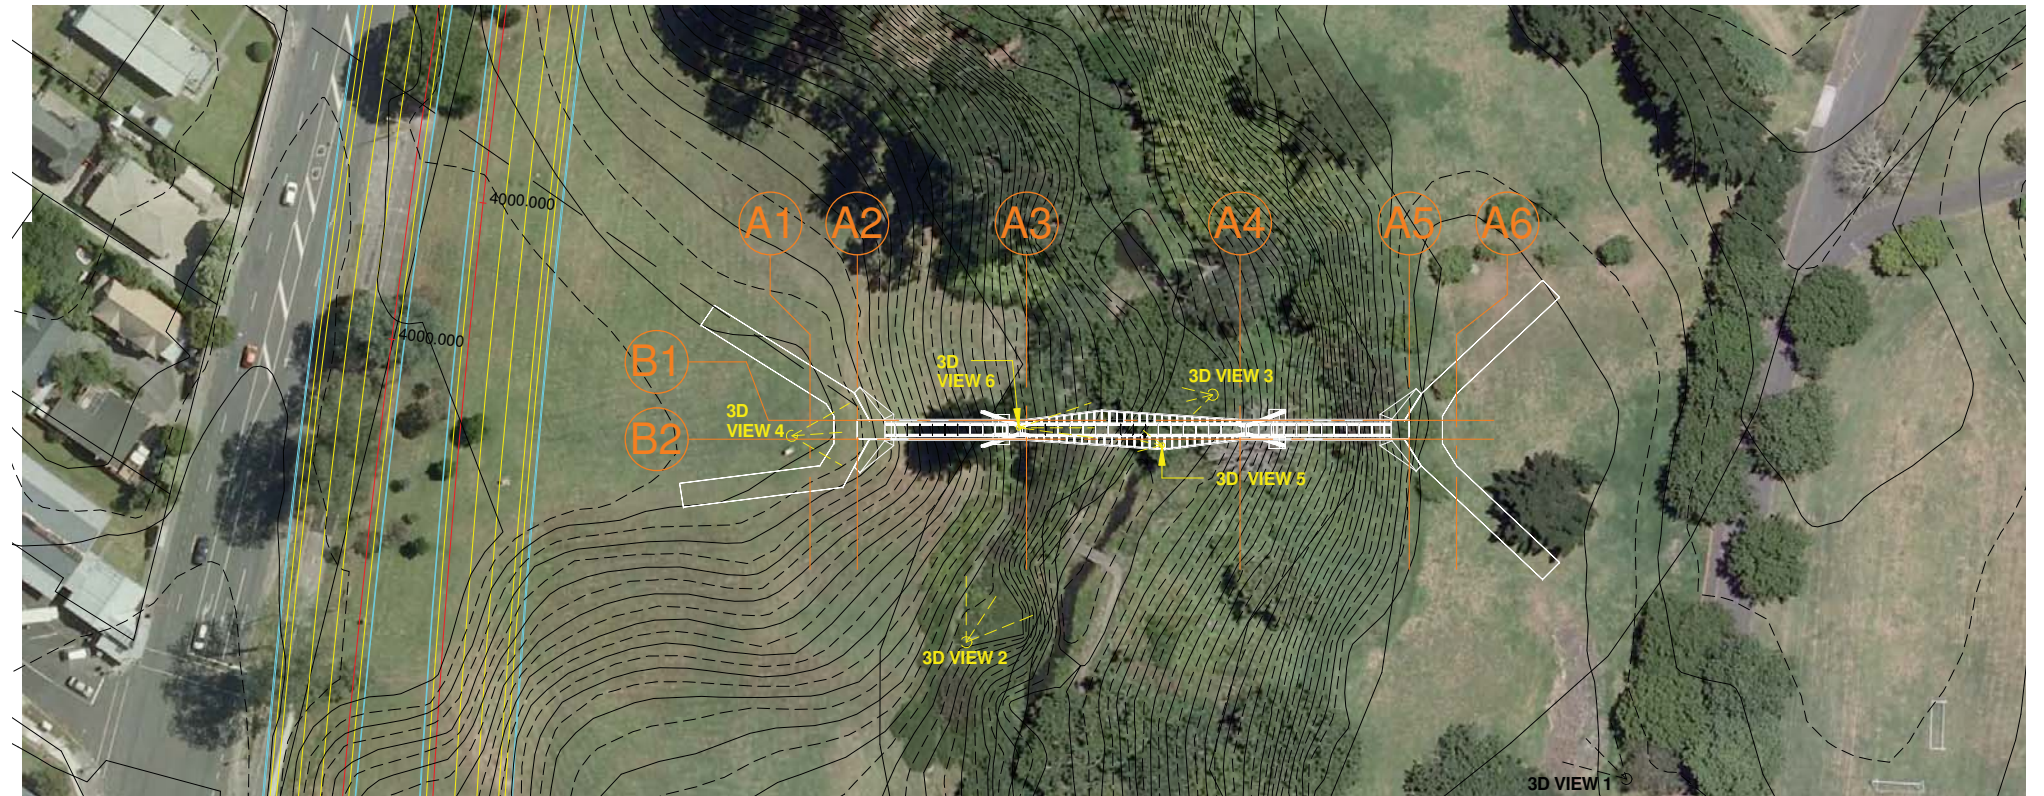 4000.000
A1
A2
A3
A4
A5
A6
4000.000
B1
3D
VIEW 6
3D VIEW 3
3D
VIEW 4
B2
3D VIEW 5
3D VIEW 2
3D VIEW 1